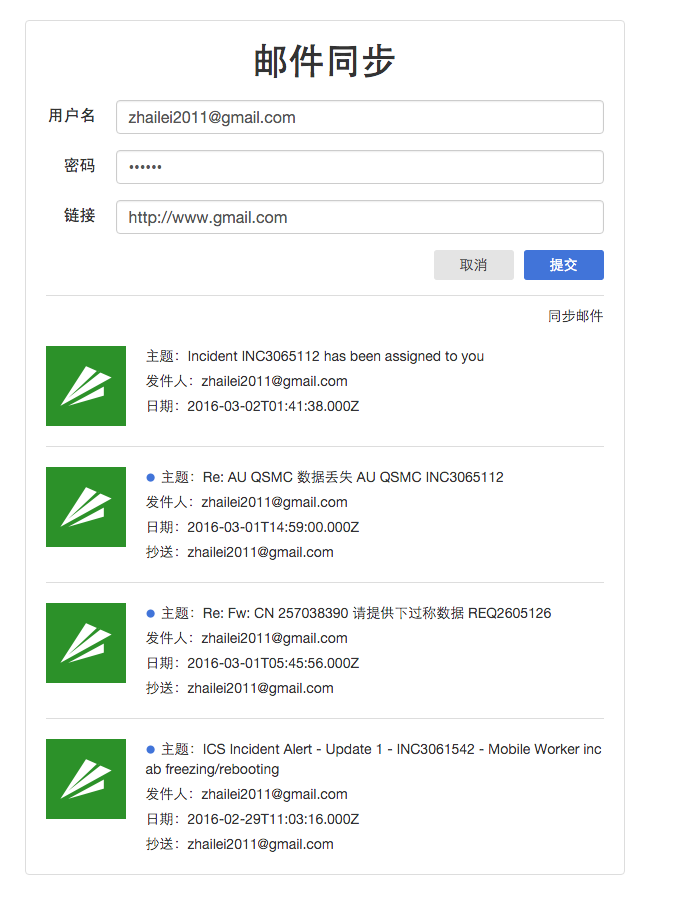 邮件同步
用户名 zhailei2011@gmail.com
密码 ••••••
链接 http://www.gmail.com
取消 提交
同步邮件
主题：Incident INC3065112 has been assigned to you
发件人：zhailei2011@gmail.com
日期：2016-03-02T01:41:38.000Z
主题：Re: AU QSMC 数据丢失 AU QSMC INC3065112
发件人：zhailei2011@gmail.com
日期：2016-03-01T14:59:00.000Z
抄送：zhailei2011@gmail.com
主题：Re: Fw: CN 257038390 请提供下过称数据 REQ2605126
发件人：zhailei2011@gmail.com
日期：2016-03-01T05:45:56.000Z
抄送：zhailei2011@gmail.com
主题：ICS Incident Alert - Update 1 - INC3061542 - Mobile Worker inc
ab freezing/rebooting
发件人：zhailei2011@gmail.com
日期：2016-02-29T11:03:16.000Z
抄送：zhailei2011@gmail.com